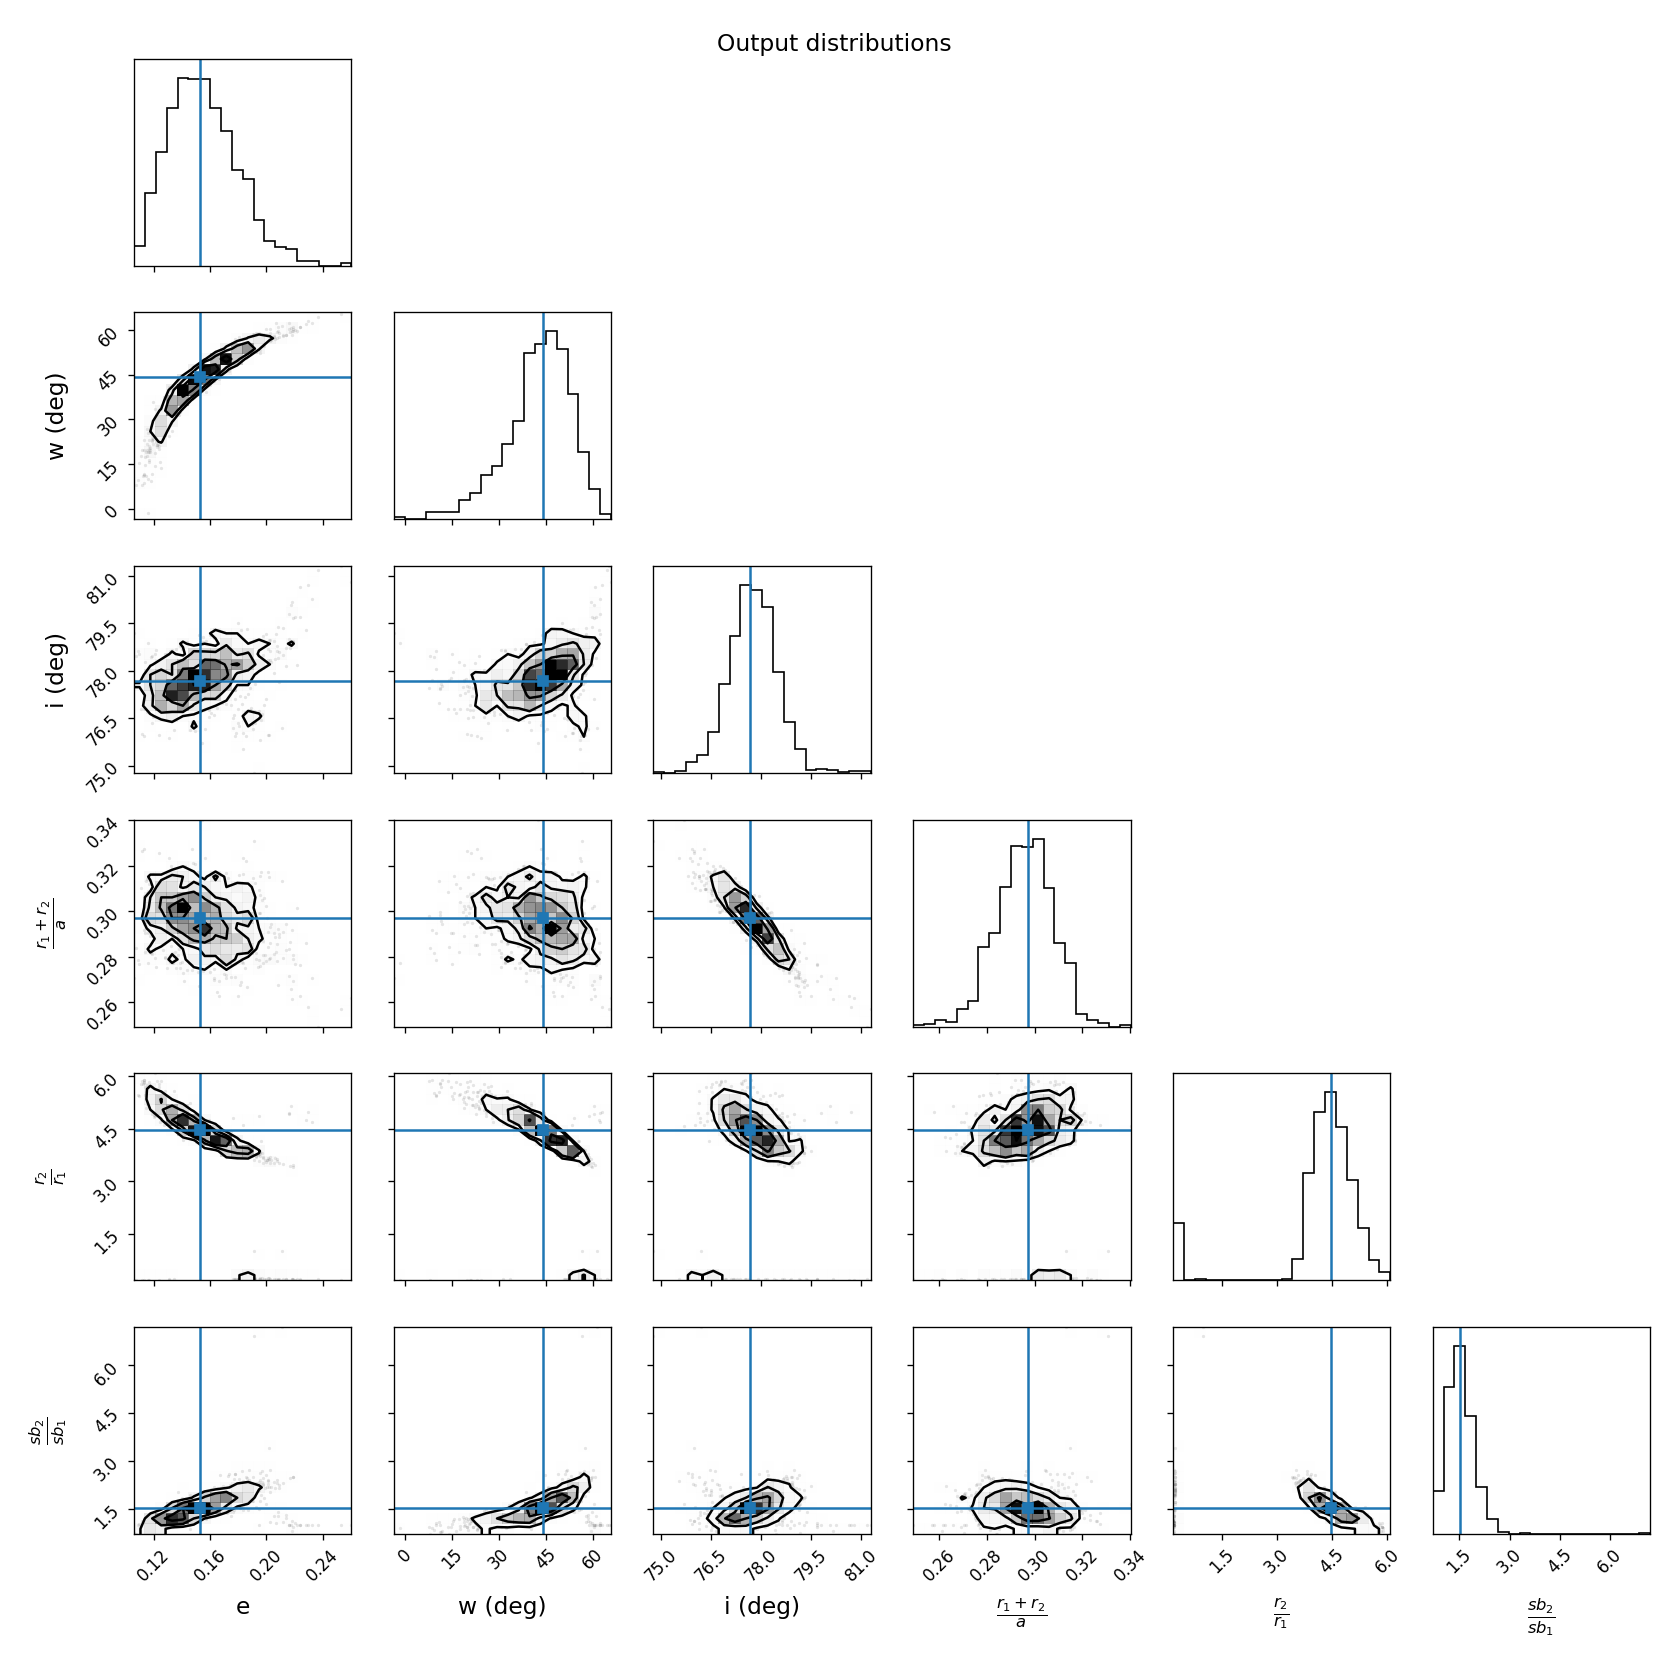 Output distributions
w (deg)
60
45
30
15
0
i (deg)
81.0
79.5
78.0
76.5
75.0
r₁ + r₂
a
0.34
0.32
0.30
0.28
0.26
r₂
r₁
6.0
4.5
3.0
1.5
sb₂
sb₁
6.0
4.5
3.0
1.5
0.12 0.16 0.20 0.24 0 15 30 45 60 75.0 76.5 78.0 79.5 81.0 0.26 0.28 0.30 0.32 0.34 1.5 3.0 4.5 6.0 1.5 3.0 4.5 6.0
e w (deg) i (deg) r₁ + r₂ r₂ sb₂
a r₁ sb₁